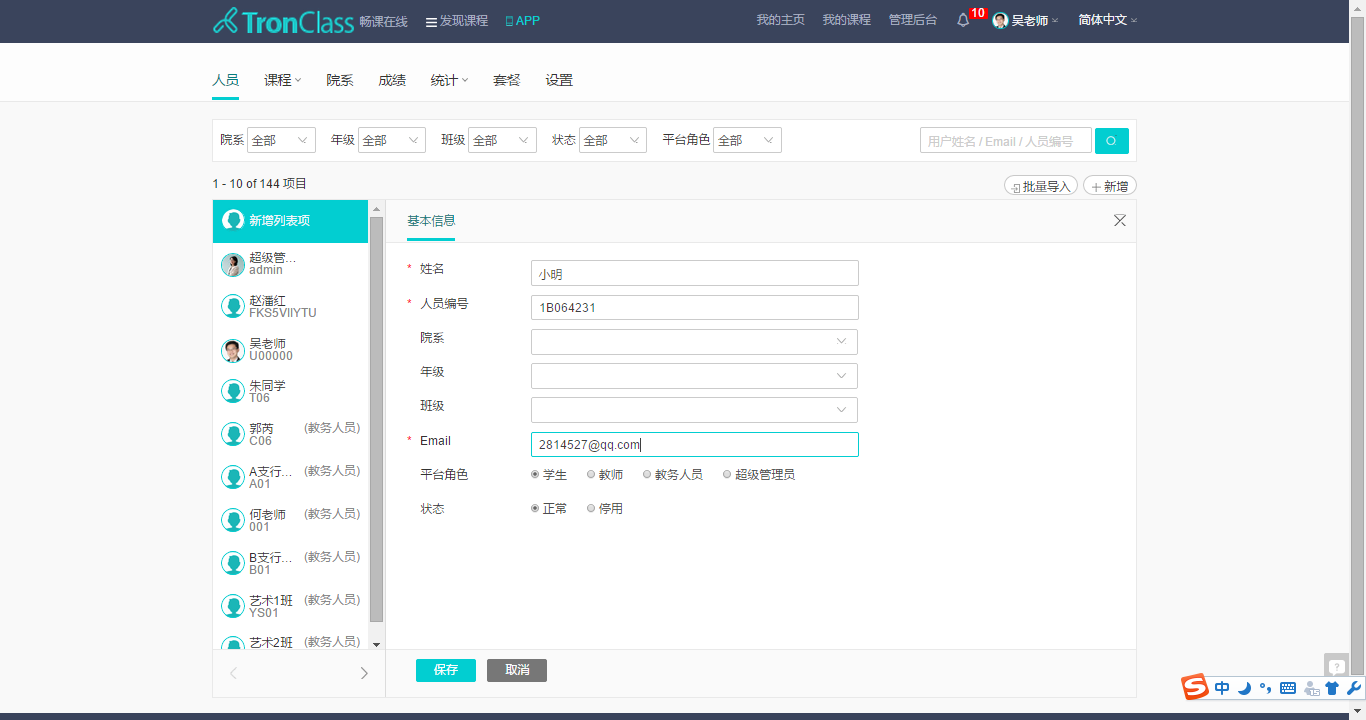 TronClass 畅课在线 发现课程 APP 我的主页 我的课程 管理后台 10 吴老师 简体中文
人员 课程 院系 成绩 统计 套餐 设置
院系 全部 年级 全部 班级 全部 状态 全部 平台角色 全部 用户姓名 / Email / 人员编号
1 - 10 of 144 项目 批量导入 新增
新增列表项
超级管...
admin
赵潘红
FKS5VIIYTU
吴老师
U00000
朱同学
T06
郭芮 (教务人员)
C06
A支行... (教务人员)
A01
何老师 (教务人员)
001
B支行... (教务人员)
B01
艺术1班 (教务人员)
YS01
艺术2班 (教务人员)
基本信息
* 姓名 小明
* 人员编号 1B064231
院系
年级
班级
* Email 2814527@qq.com
平台角色 学生 教师 教务人员 超级管理员
状态 正常 停用
保存 取消
S 中